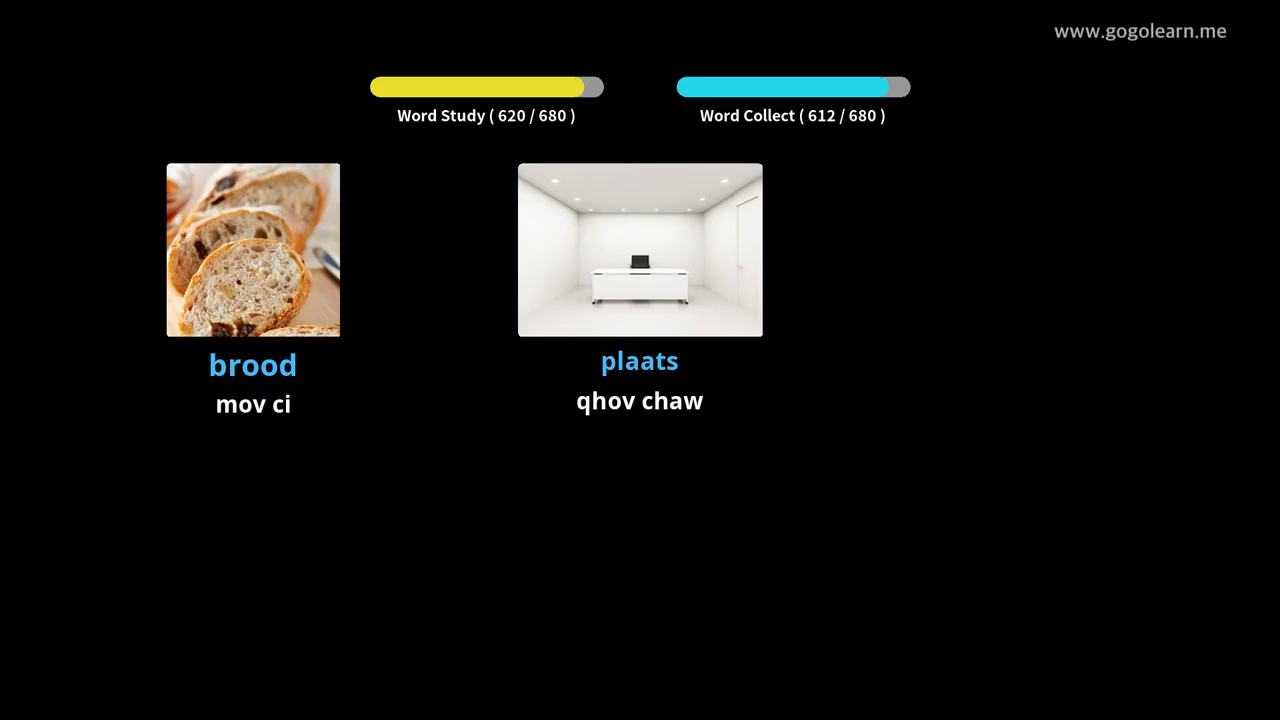 www.gogolearn.me
Word Study ( 620 / 680 )
Word Collect ( 612 / 680 )
brood
mov ci
plaats
qhov chaw